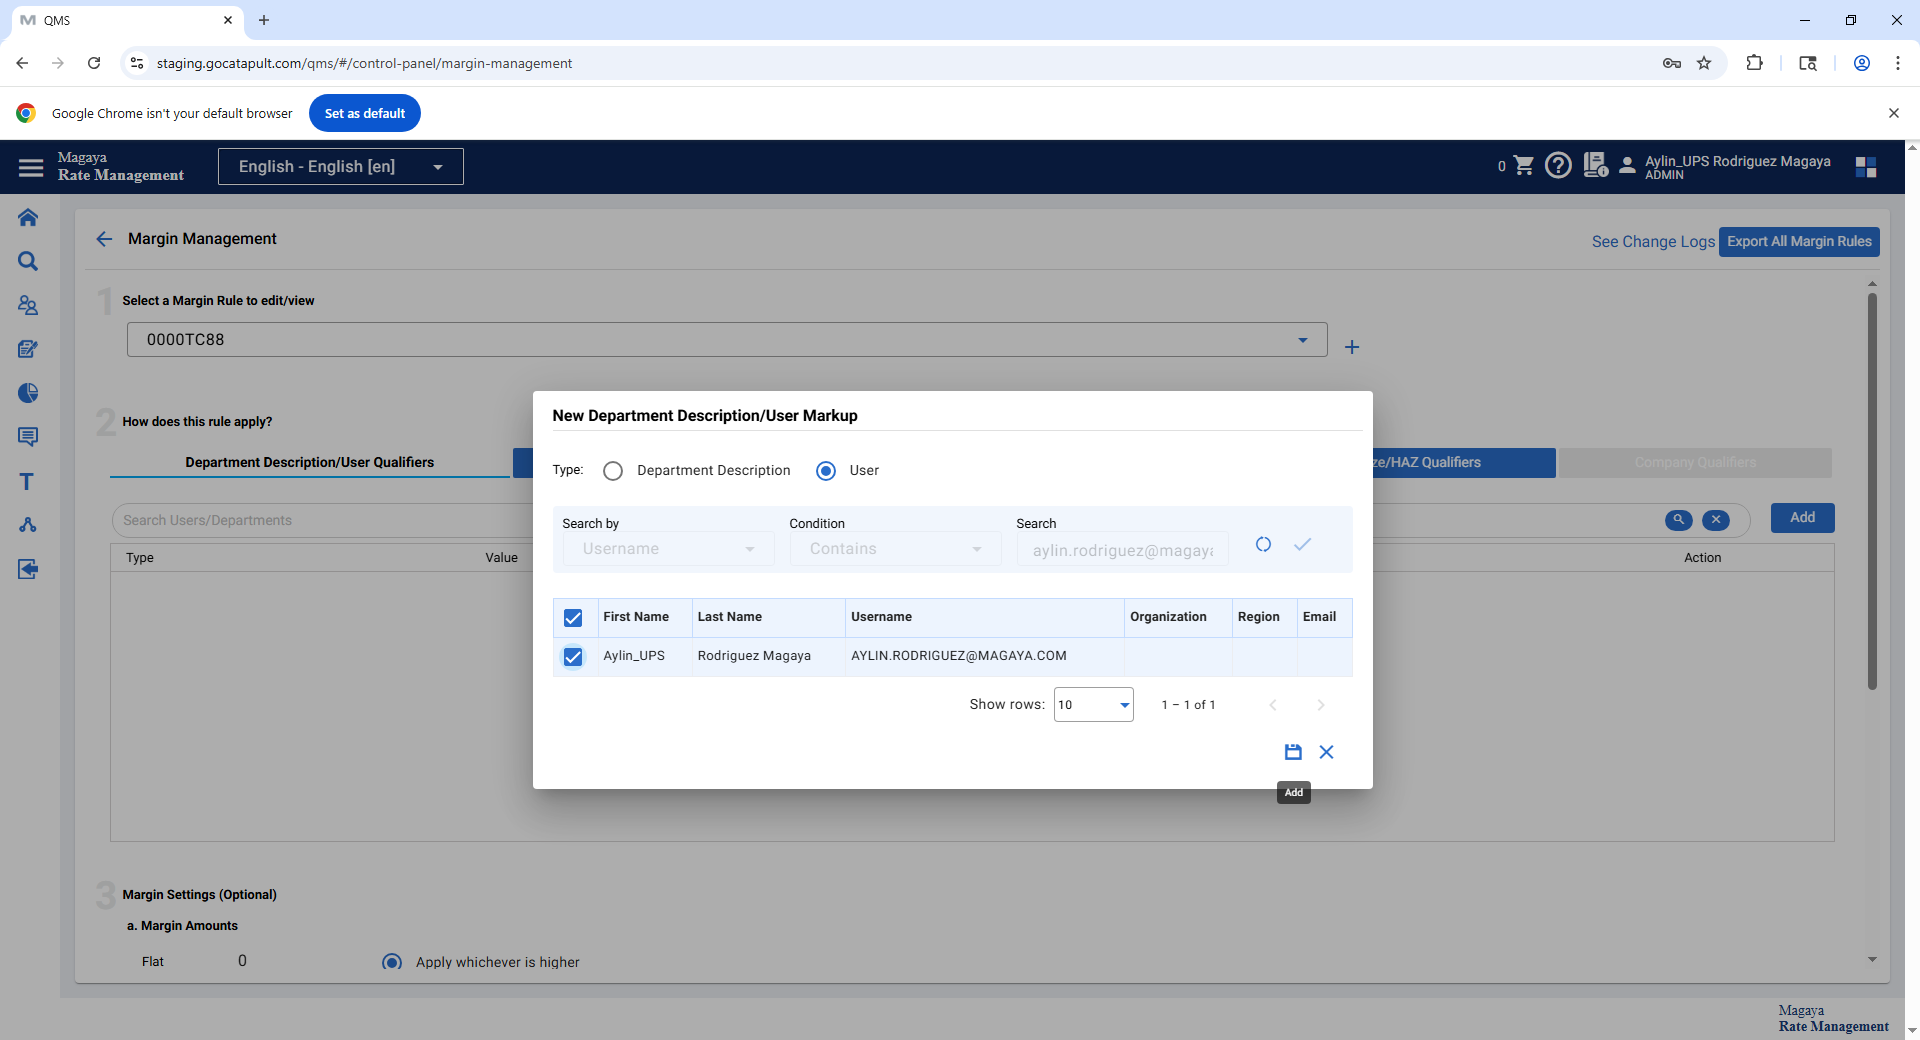 QMS
staging.gocatapult.com/qms/#/control-panel/margin-management
Google Chrome isn't your default browser
Set as default
Magaya
Rate Management
English - English [en]
0
Aylin_UPS Rodriguez Magaya
ADMIN
Margin Management
See Change Logs
Export All Margin Rules
1
Select a Margin Rule to edit/view
0000TC88
2
How does this rule apply?
Department Description/User Qualifiers
ze/HAZ Qualifiers
Company Qualifiers
Search Users/Departments
Add
Type
Value
Action
New Department Description/User Markup
Type:
Department Description
User
Search by
Condition
Search
Username
Contains
aylin.rodriguez@magaya
First Name
Last Name
Username
Organization
Region
Email
Aylin_UPS
Rodriguez Magaya
AYLIN.RODRIGUEZ@MAGAYA.COM
Show rows:
10
1 – 1 of 1
Add
3
Margin Settings (Optional)
a. Margin Amounts
Flat
0
Apply whichever is higher
Magaya
Rate Management